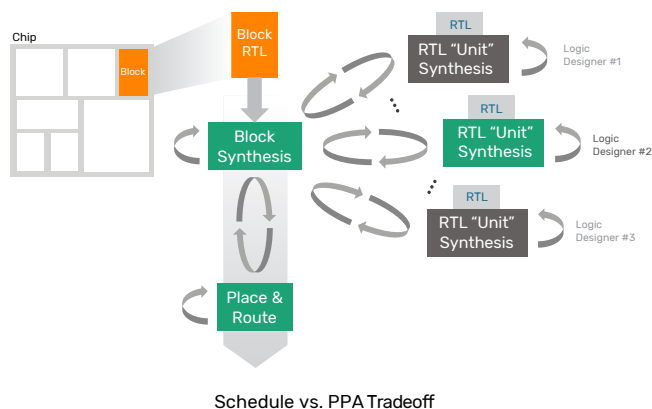 Chip
Block
Block
RTL
RTL
RTL “Unit”
Synthesis
Logic
Designer #1
Block
Synthesis
RTL
RTL “Unit”
Synthesis
Logic
Designer #2
RTL
RTL “Unit”
Synthesis
Logic
Designer #3
Place &
Route
Schedule vs. PPA Tradeoff